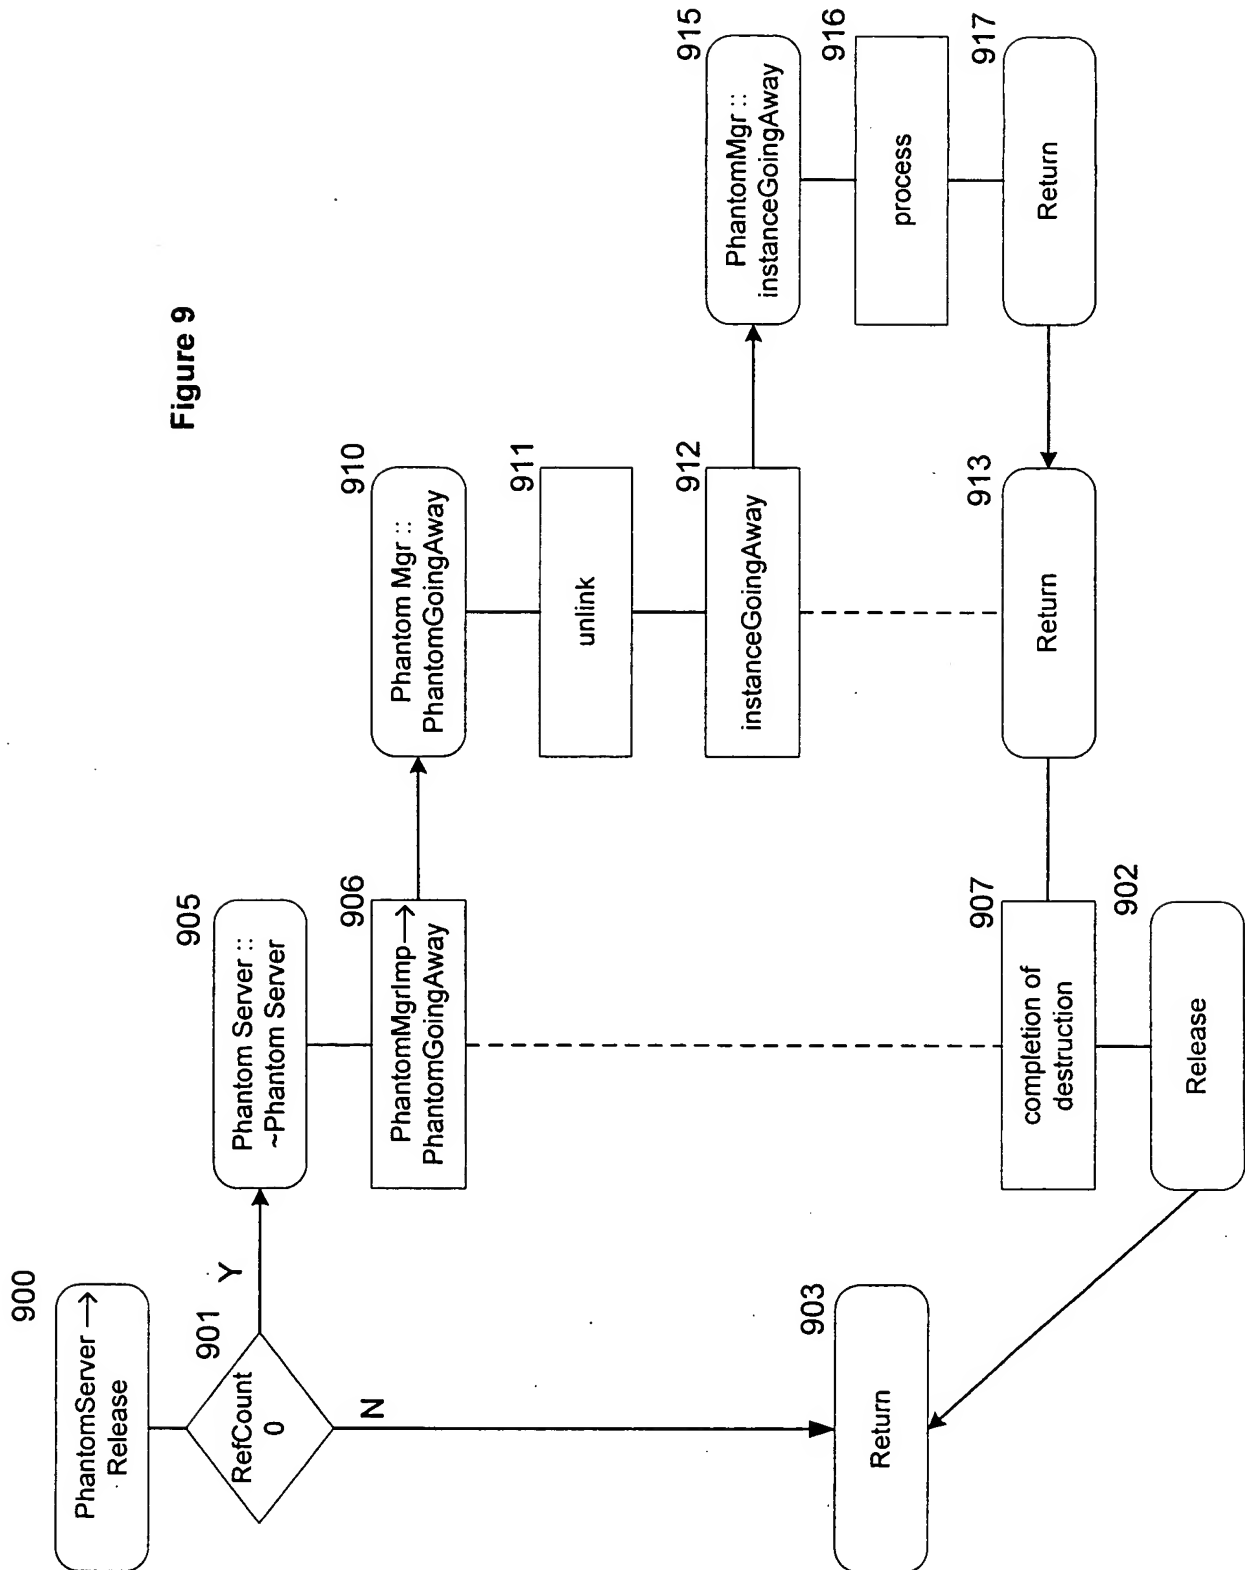 Figure 9
900
PhantomServer →
Release
901
RefCount
0
Y
N
903
Return
905
Phantom Server ::
~Phantom Server
906
PhantomMgrImp→
PhantomGoingAway
907
completion of
destruction
902
Release
910
Phantom Mgr ::
PhantomGoingAway
911
unlink
912
instanceGoingAway
913
Return
915
PhantomMgr ::
instanceGoingAway
916
process
917
Return